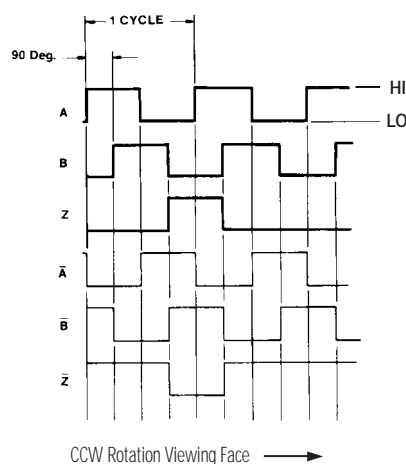 1 CYCLE
90 Deg.
HI
A
LO
B
Z
A̅
B̅
Z̅
CCW Rotation Viewing Face